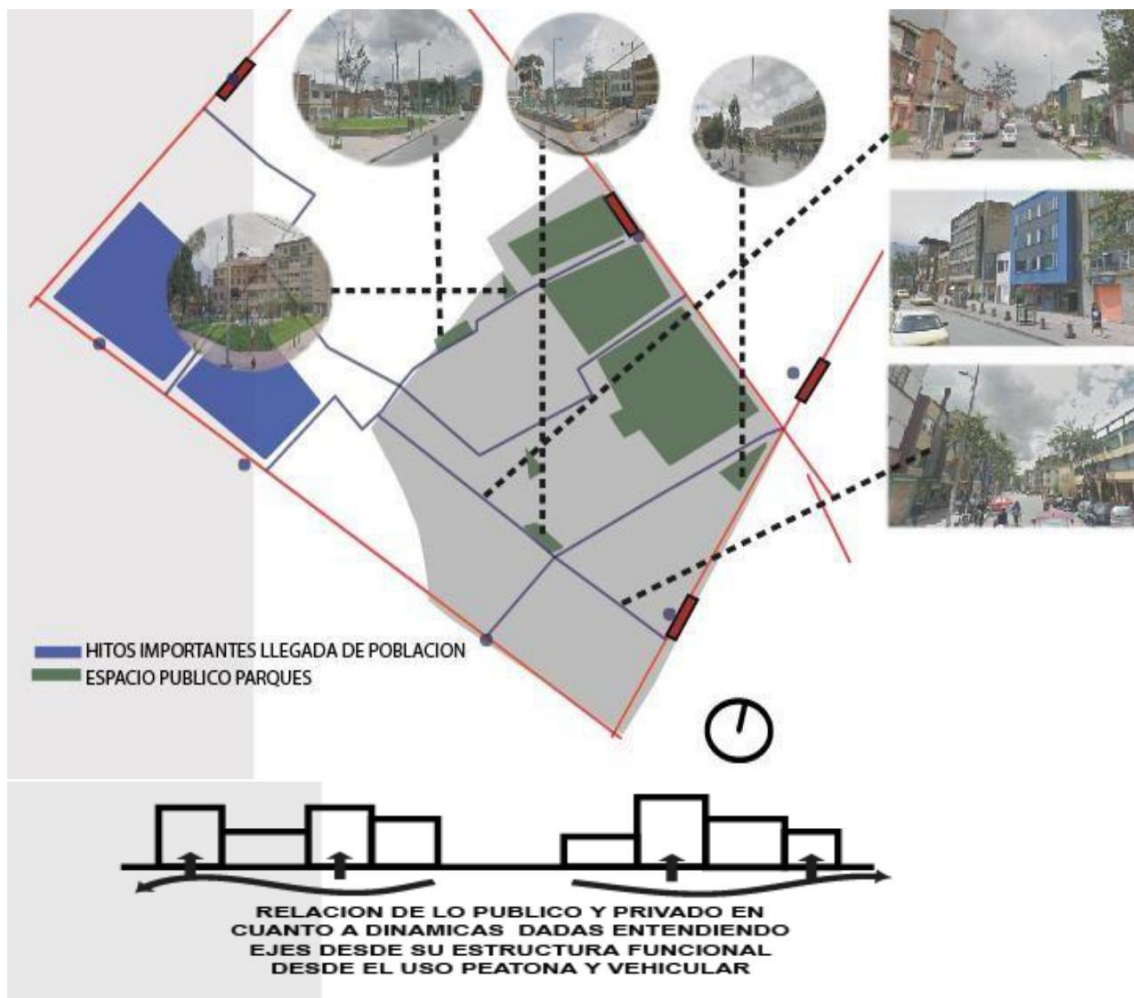 HITOS IMPORTANTES LLEGADA DE POBLACION
ESPACIO PUBLICO PARQUES
RELACION DE LO PUBLICO Y PRIVADO EN
CUANTO A DINAMICAS DADAS ENTENDIENDO
EJES DESDE SU ESTRUCTURA FUNCIONAL
DESDE EL USO PEATONA Y VEHICULAR